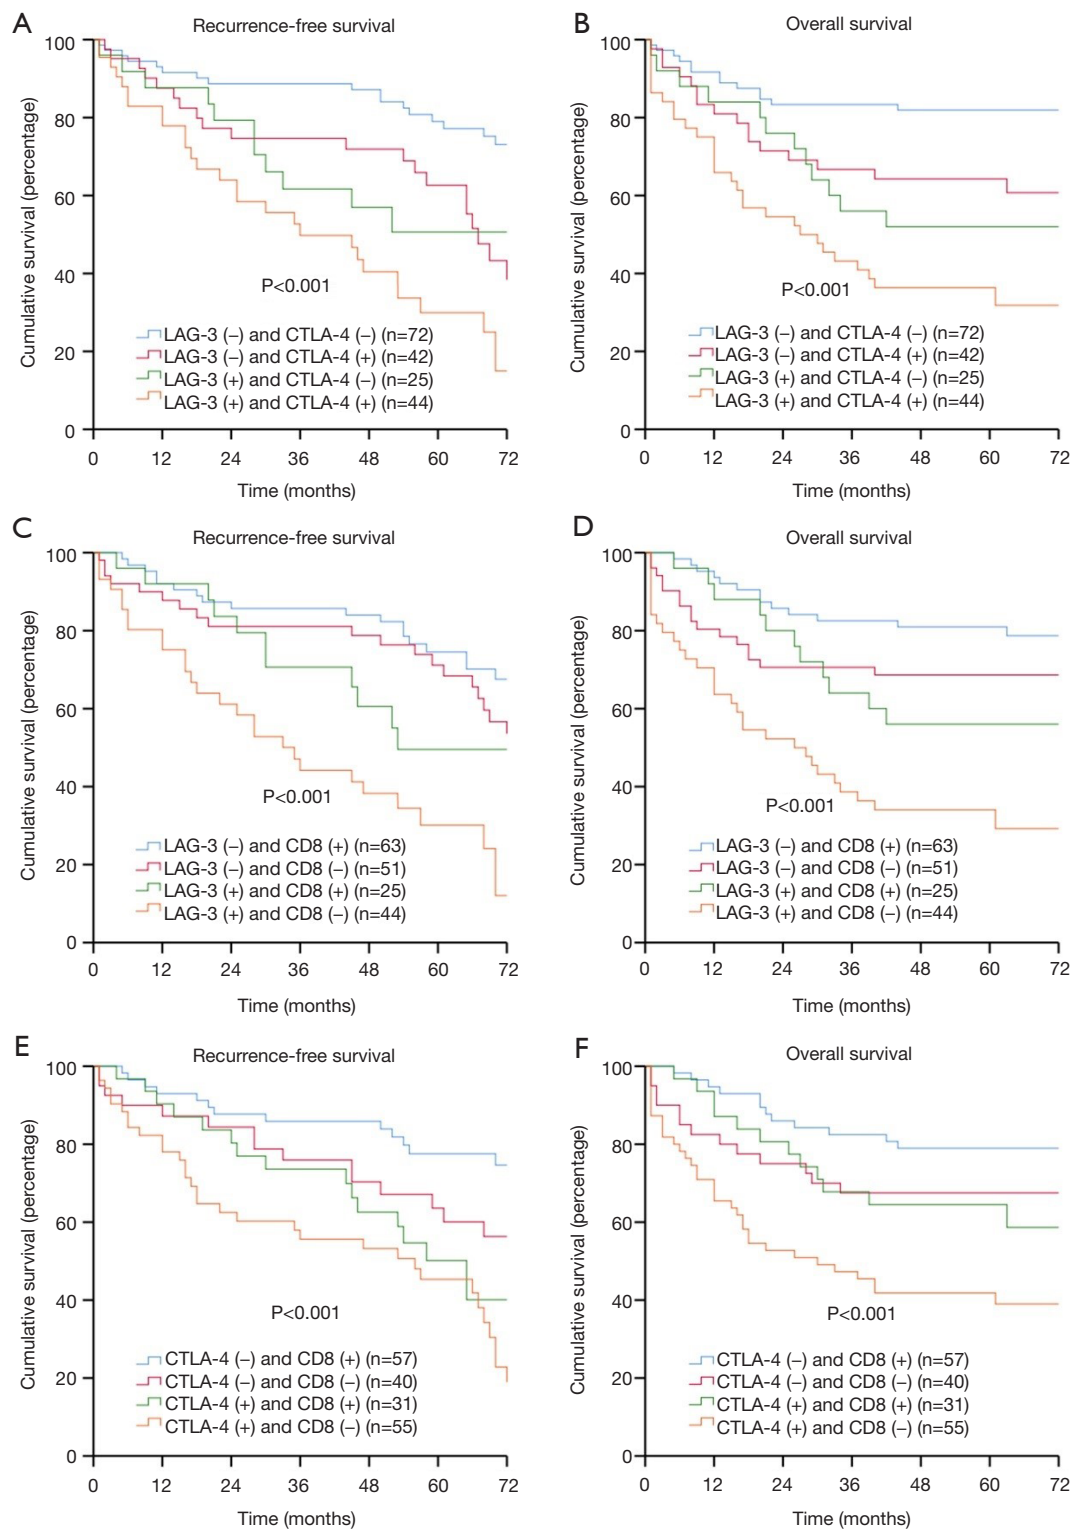 A
Recurrence-free survival
Cumulative survival (percentage)
100
80
60
40
20
0
P<0.001
LAG-3 (–) and CTLA-4 (–) (n=72)
LAG-3 (–) and CTLA-4 (+) (n=42)
LAG-3 (+) and CTLA-4 (–) (n=25)
LAG-3 (+) and CTLA-4 (+) (n=44)
0 12 24 36 48 60 72
Time (months)
B
Overall survival
Cumulative survival (percentage)
100
80
60
40
20
0
P<0.001
LAG-3 (–) and CTLA-4 (–) (n=72)
LAG-3 (–) and CTLA-4 (+) (n=42)
LAG-3 (+) and CTLA-4 (–) (n=25)
LAG-3 (+) and CTLA-4 (+) (n=44)
0 12 24 36 48 60 72
Time (months)
C
Recurrence-free survival
Cumulative survival (percentage)
100
80
60
40
20
0
P<0.001
LAG-3 (–) and CD8 (+) (n=63)
LAG-3 (–) and CD8 (–) (n=51)
LAG-3 (+) and CD8 (+) (n=25)
LAG-3 (+) and CD8 (–) (n=44)
0 12 24 36 48 60 72
Time (months)
D
Overall survival
Cumulative survival (percentage)
100
80
60
40
20
0
P<0.001
LAG-3 (–) and CD8 (+) (n=63)
LAG-3 (–) and CD8 (–) (n=51)
LAG-3 (+) and CD8 (+) (n=25)
LAG-3 (+) and CD8 (–) (n=44)
0 12 24 36 48 60 72
Time (months)
E
Recurrence-free survival
Cumulative survival (percentage)
100
80
60
40
20
0
P<0.001
CTLA-4 (–) and CD8 (+) (n=57)
CTLA-4 (–) and CD8 (–) (n=40)
CTLA-4 (+) and CD8 (+) (n=31)
CTLA-4 (+) and CD8 (–) (n=55)
0 12 24 36 48 60 72
Time (months)
F
Overall survival
Cumulative survival (percentage)
100
80
60
40
20
0
P<0.001
CTLA-4 (–) and CD8 (+) (n=57)
CTLA-4 (–) and CD8 (–) (n=40)
CTLA-4 (+) and CD8 (+) (n=31)
CTLA-4 (+) and CD8 (–) (n=55)
0 12 24 36 48 60 72
Time (months)